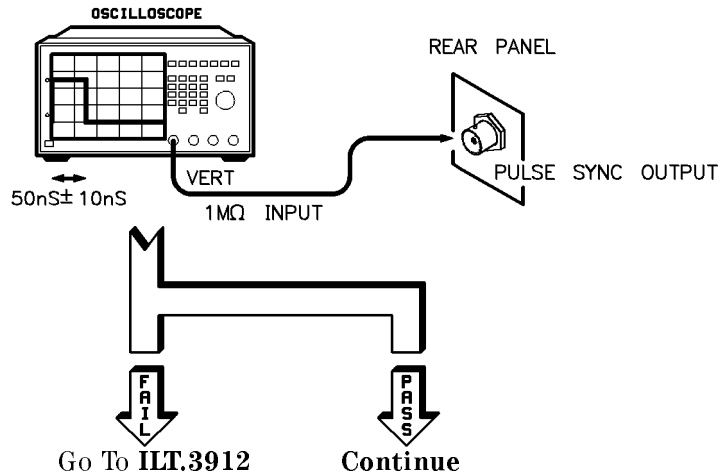 OSCILLOSCOPE
REAR PANEL
VERT
50nS± 10nS
1MΩ INPUT
PULSE SYNC OUTPUT
FAIL
PASS
Go To ILT.3912
Continue